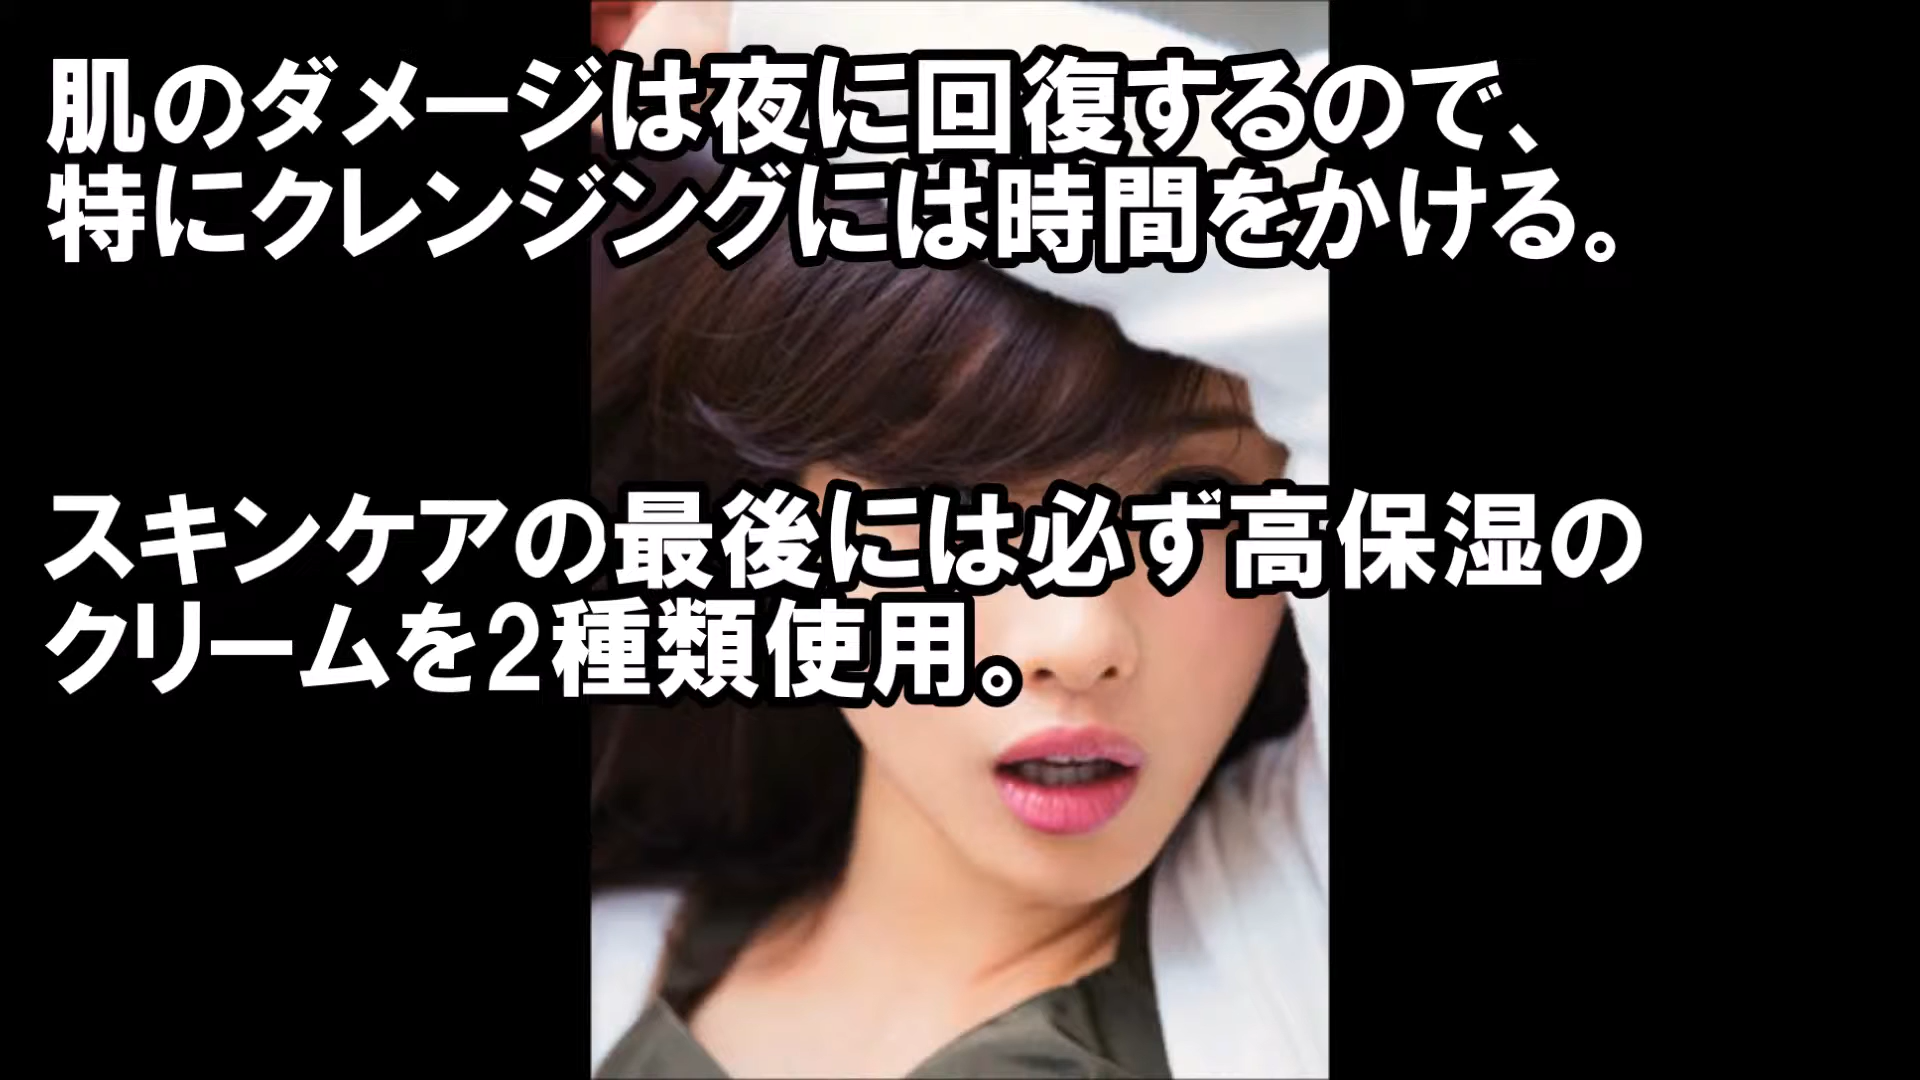 肌のダメージは夜に回復するので、
特にクレンジングには時間をかける。
スキンケアの最後には必ず高保湿の
クリームを2種類使用。